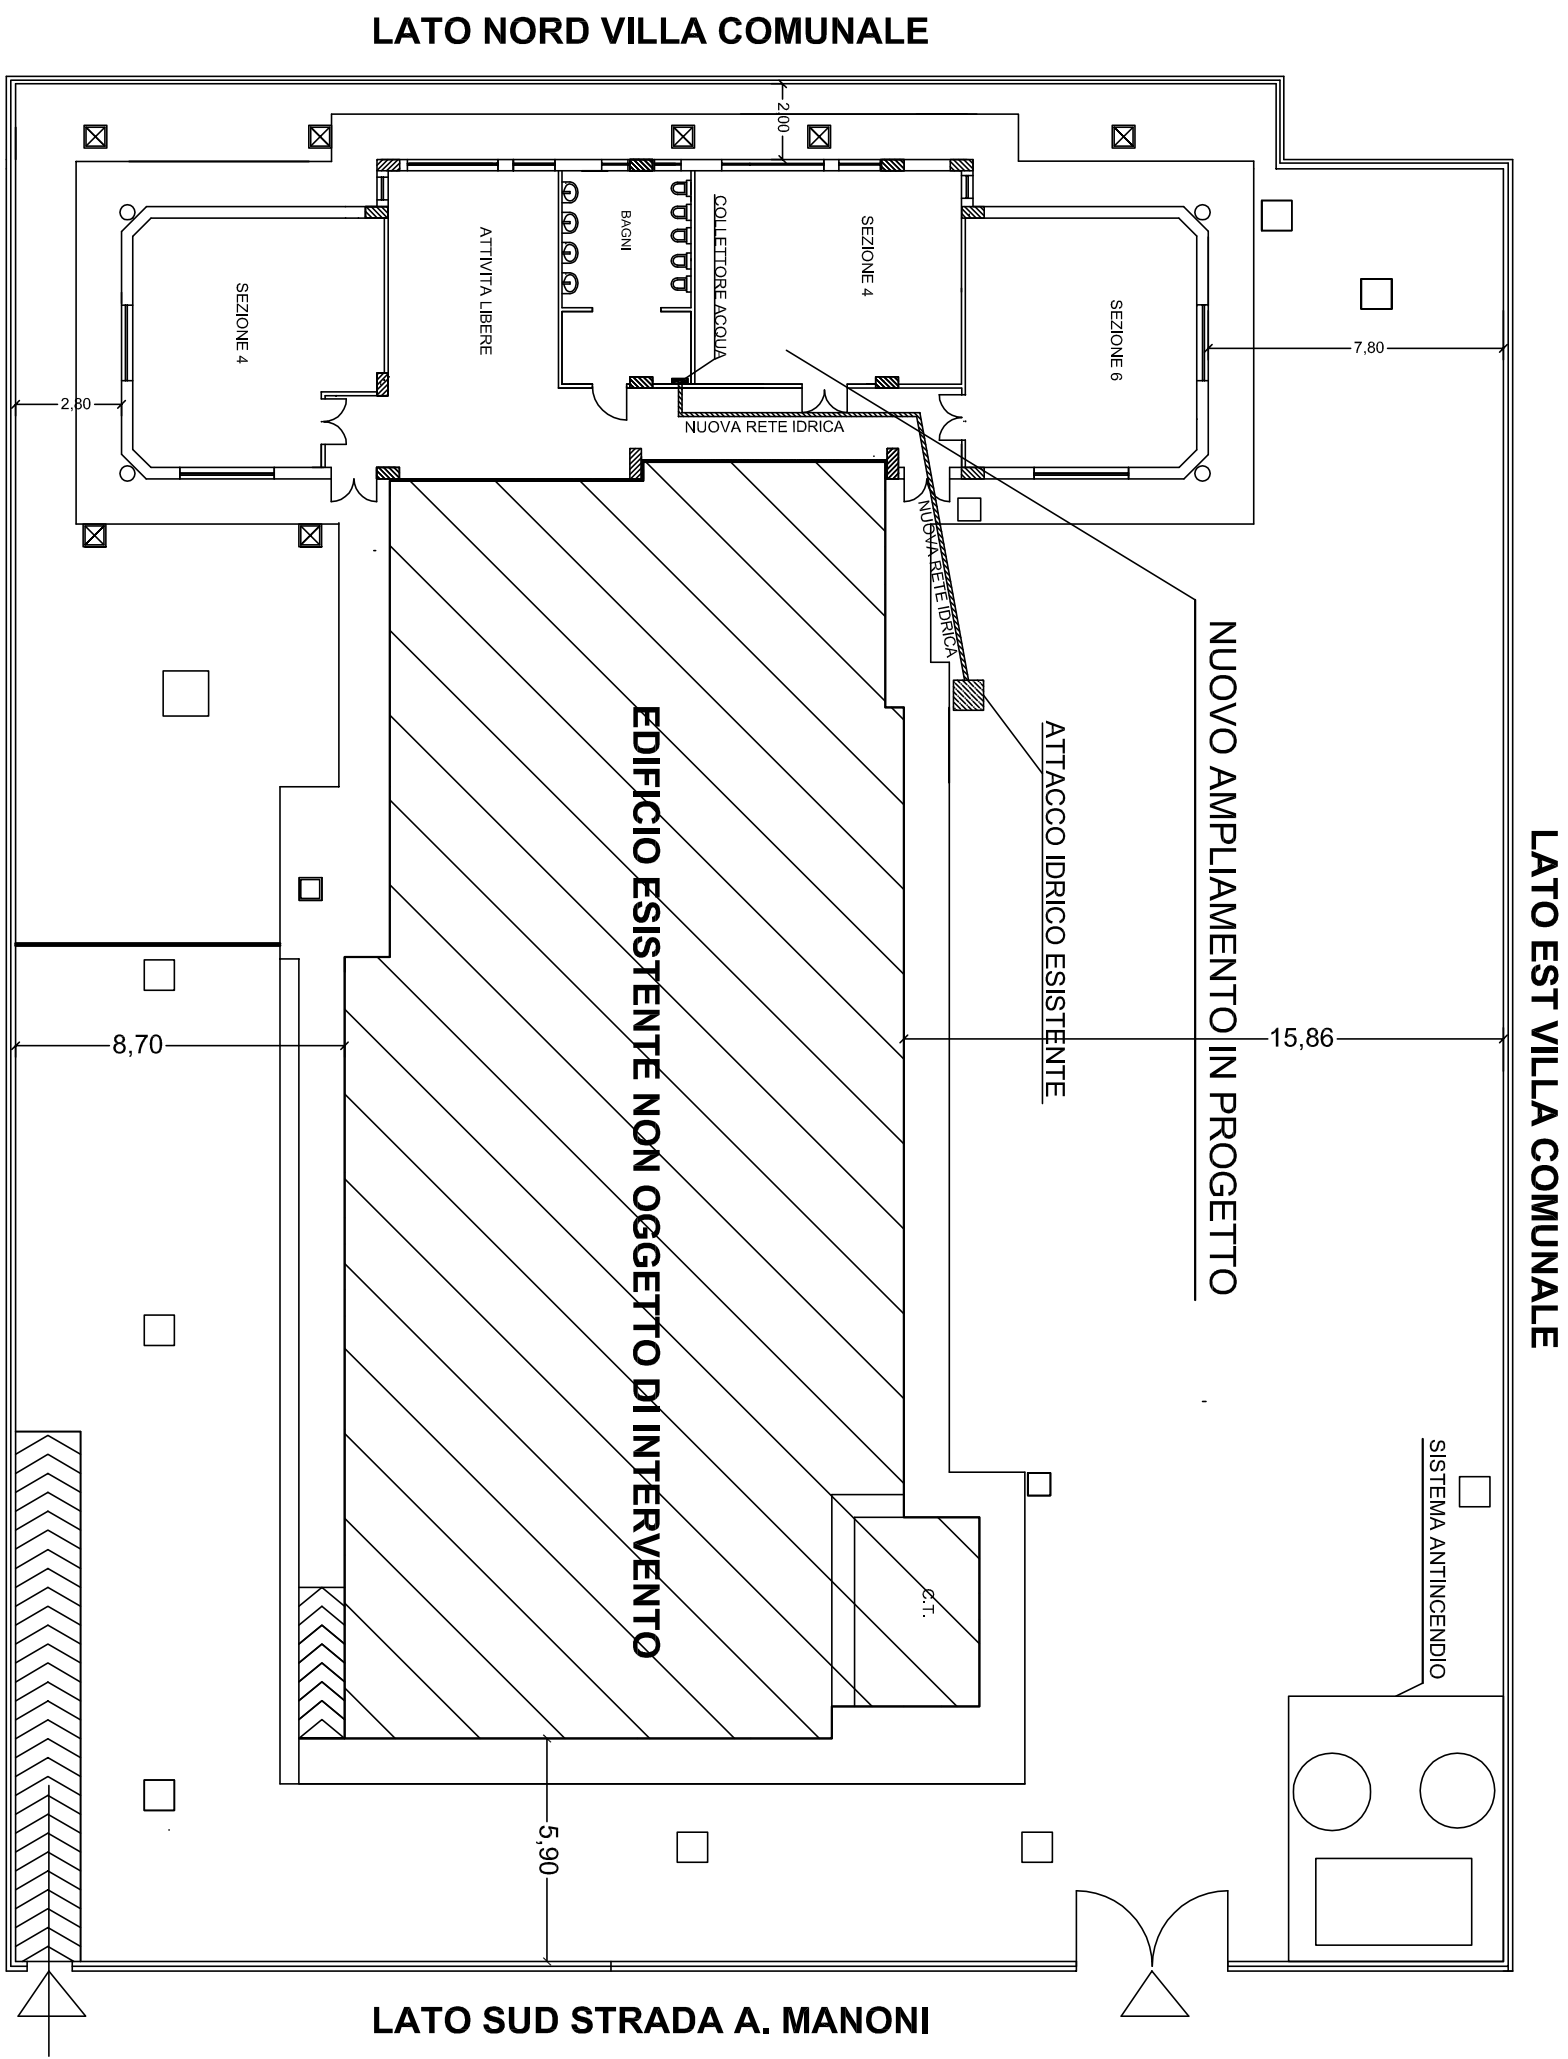 LATO NORD VILLA COMUNALE
2,00
SEZIONE 4
ATTIVITA LIBERE
BAGNI
COLLETTORE ACQUA
SEZIONE 4
SEZIONE 6
7,80
2,80
NUOVA RETE IDRICA
NUOVA RETE IDRICA
NUOVO AMPLIAMENTO IN PROGETTO
ATTACCO IDRICO ESISTENTE
EDIFICIO ESISTENTE NON OGGETTO DI INTERVENTO
LATO EST VILLA COMUNALE
8,70
15,86
SISTEMA ANTINCENDIO
C.T.
5,90
LATO SUD STRADA A. MANONI